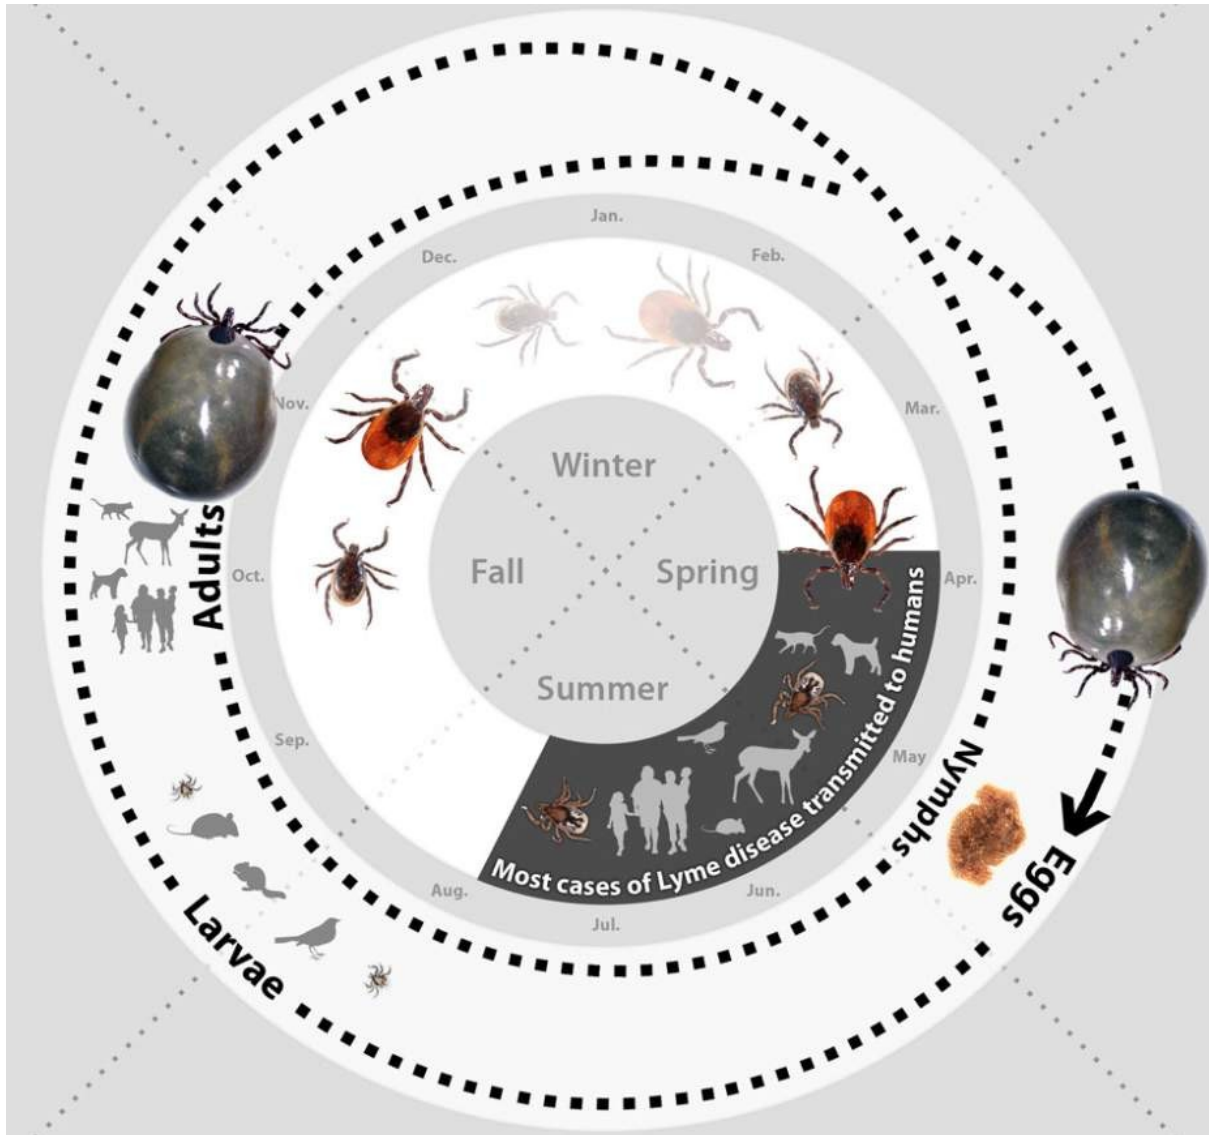 Jan.
Feb.
Mar.
Apr.
May
Jun.
Jul.
Aug.
Sep.
Oct.
Nov.
Dec.
Winter
Spring
Summer
Fall
Most cases of Lyme disease transmitted to humans
Eggs
Larvae
Nymphs
Adults